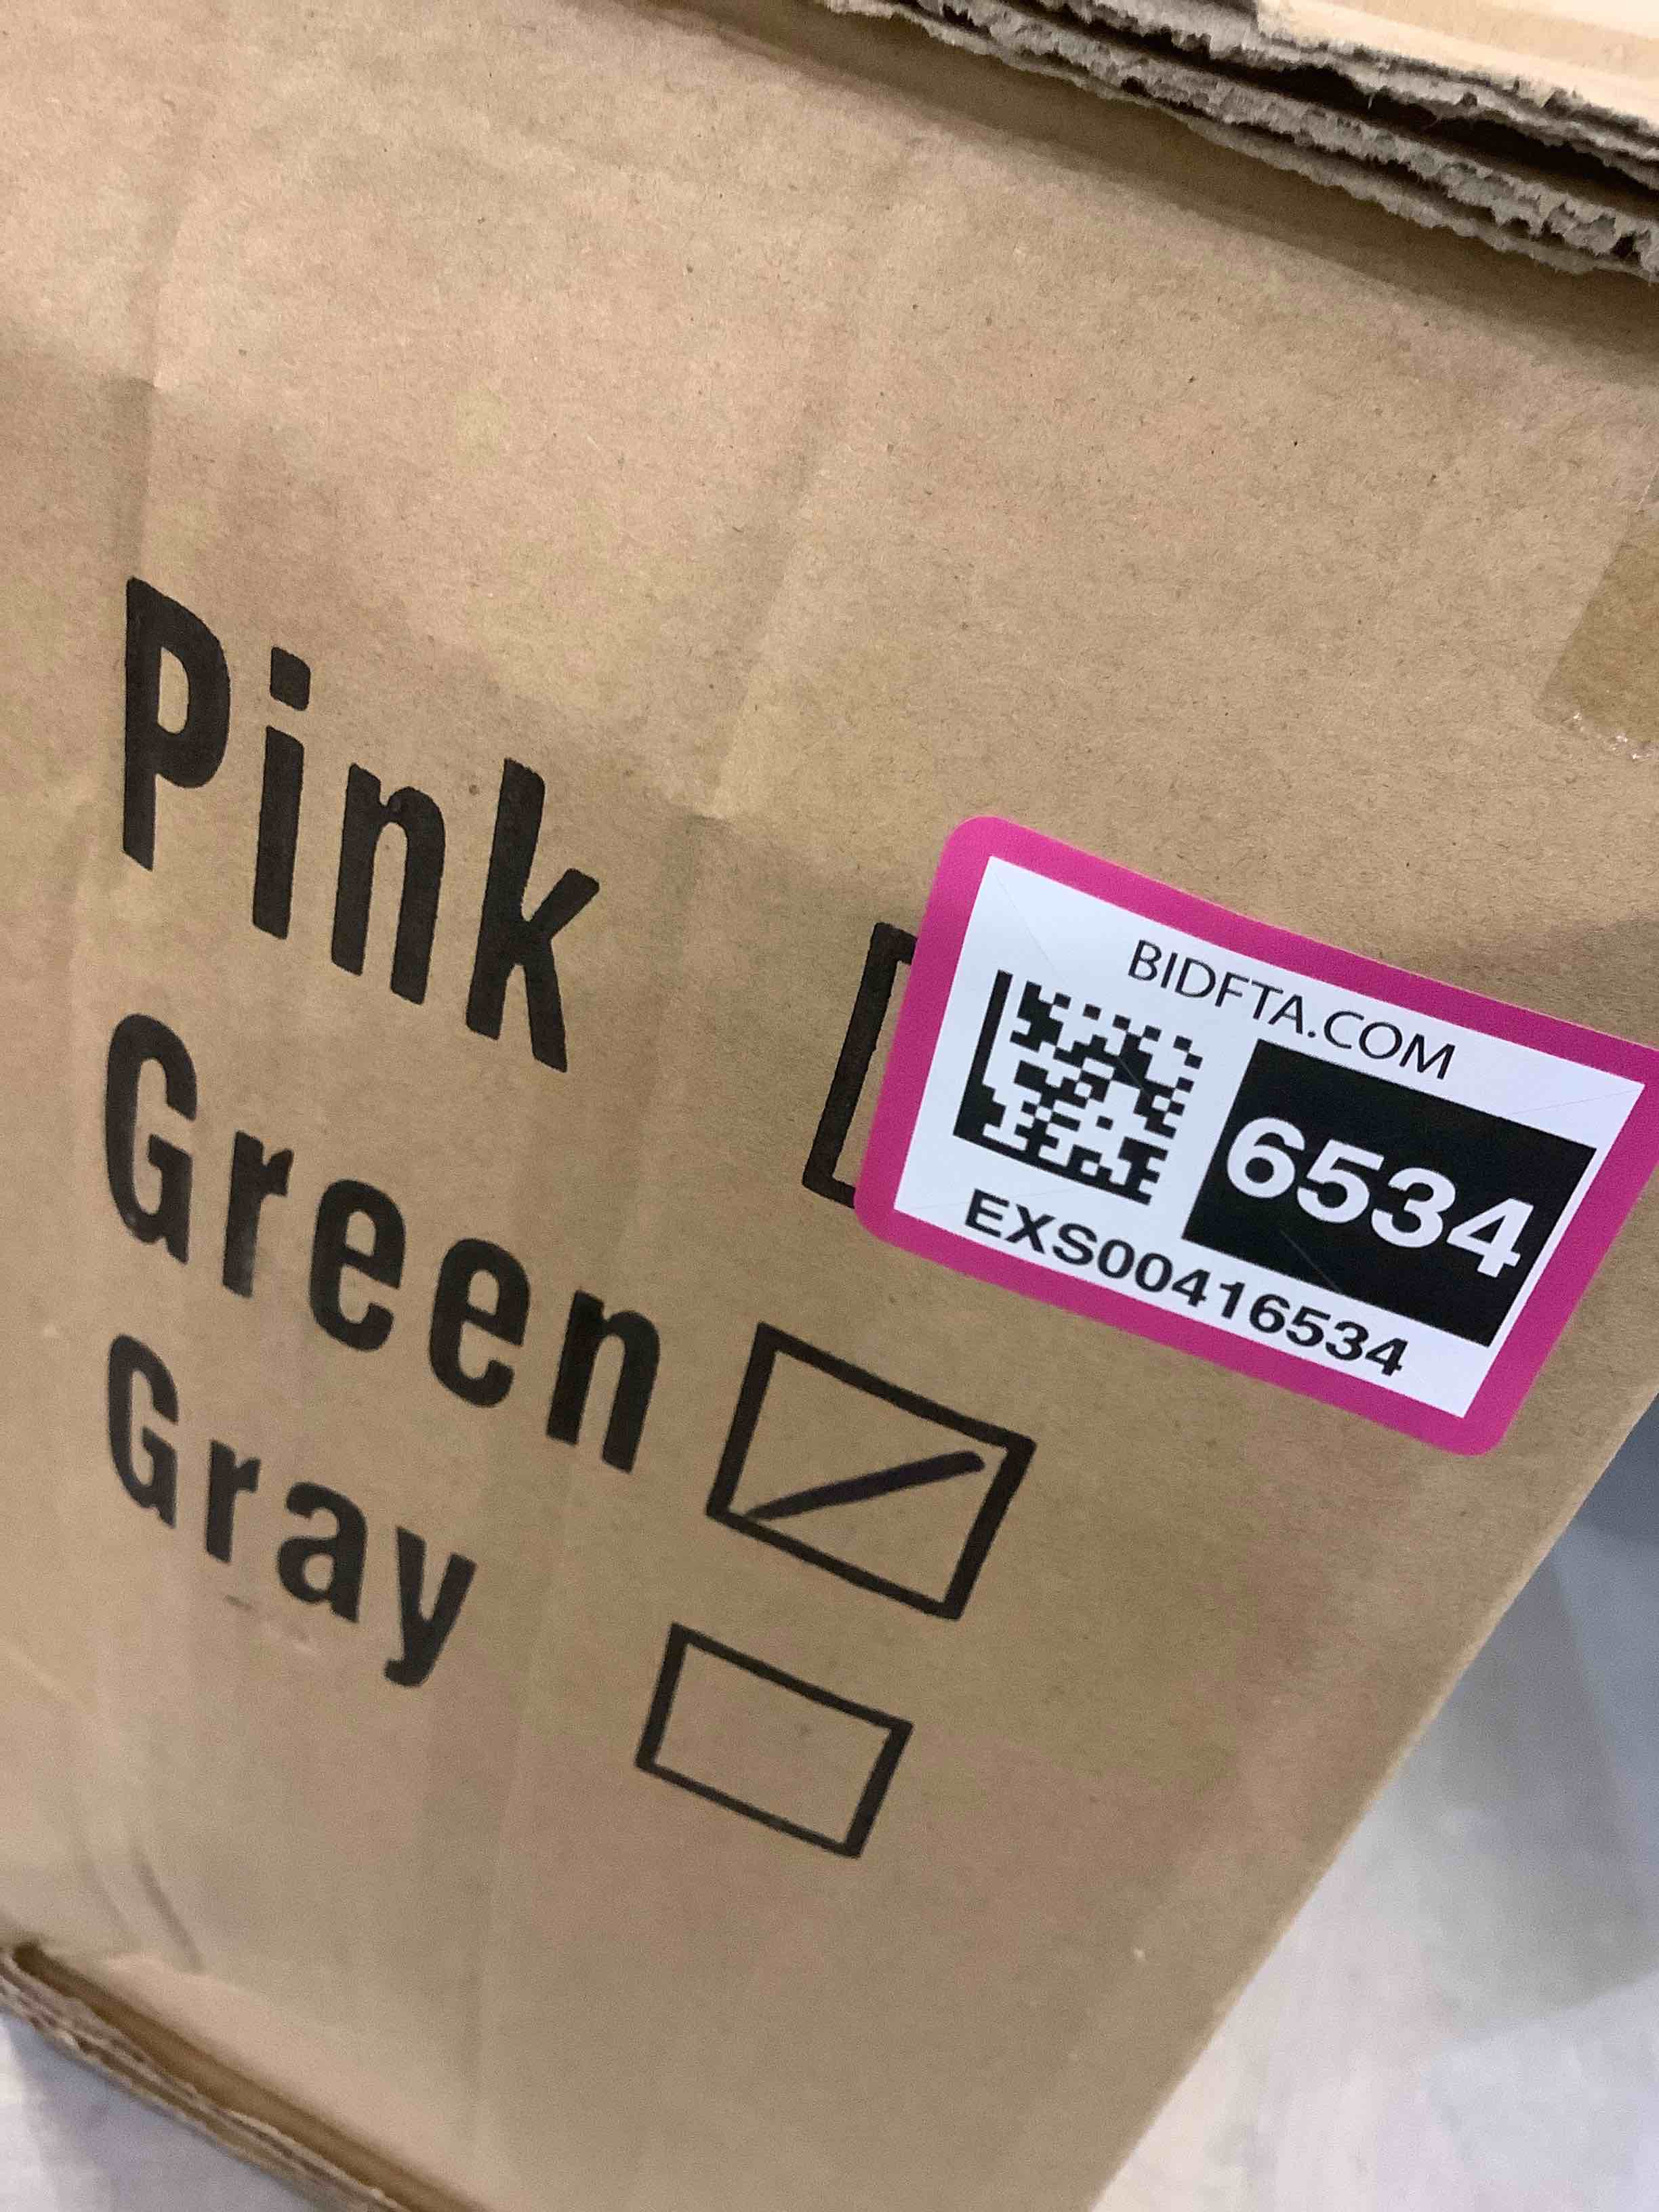 Pink
BIDFTA.COM
6534
EXS00416534
Green
Gray